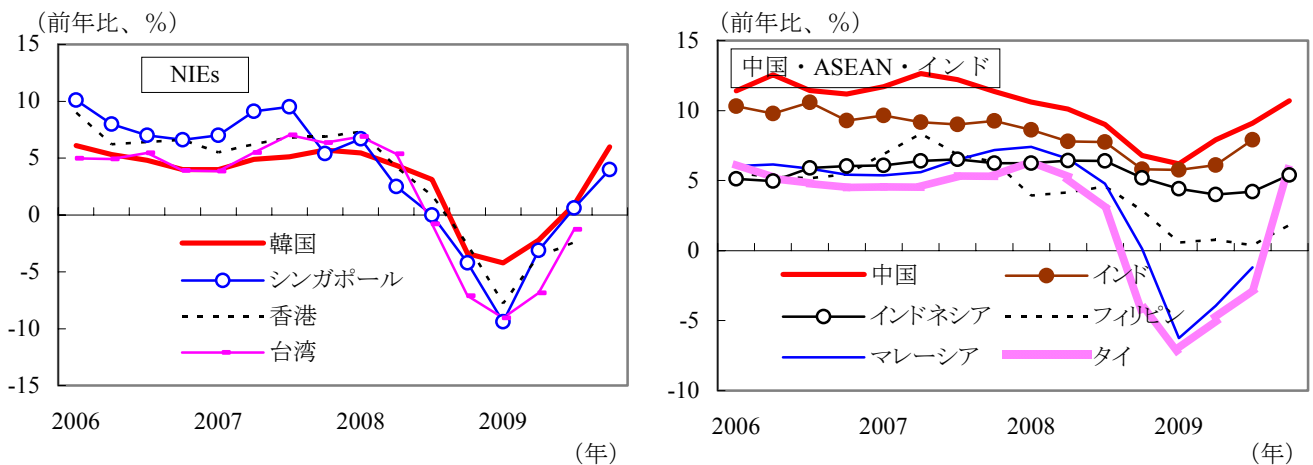 （前年比、%）
15
10
5
0
-5
-10
-15
NIEs
韓国
シンガポール
香港
台湾
2006 2007 2008 2009
（年）
（前年比、%）
15
10
5
0
-5
-10
中国・ASEAN・インド
中国 インド
インドネシア フィリピン
マレーシア タイ
2006 2007 2008 2009
（年）